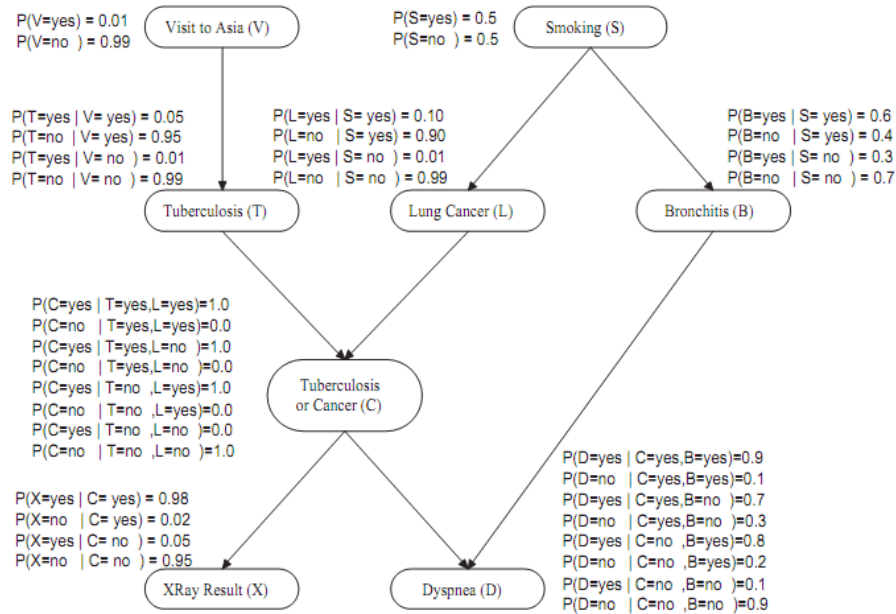 P(V=yes) = 0.01
P(V=no ) = 0.99
Visit to Asia (V)
P(S=yes) = 0.5
P(S=no ) = 0.5
Smoking (S)
P(T=yes | V= yes) = 0.05
P(T=no | V= yes) = 0.95
P(T=yes | V= no ) = 0.01
P(T=no | V= no ) = 0.99
P(L=yes | S= yes) = 0.10
P(L=no | S= yes) = 0.90
P(L=yes | S= no ) = 0.01
P(L=no | S= no ) = 0.99
P(B=yes | S= yes) = 0.6
P(B=no | S= yes) = 0.4
P(B=yes | S= no ) = 0.3
P(B=no | S= no ) = 0.7
Tuberculosis (T)
Lung Cancer (L)
Bronchitis (B)
P(C=yes | T=yes,L=yes)=1.0
P(C=no | T=yes,L=yes)=0.0
P(C=yes | T=yes,L=no )=1.0
P(C=no | T=yes,L=no )=0.0
P(C=yes | T=no ,L=yes)=1.0
P(C=no | T=no ,L=yes)=0.0
P(C=yes | T=no ,L=no )=0.0
P(C=no | T=no ,L=no )=1.0
Tuberculosis
or Cancer (C)
P(X=yes | C= yes) = 0.98
P(X=no | C= yes) = 0.02
P(X=yes | C= no ) = 0.05
P(X=no | C= no ) = 0.95
P(D=yes | C=yes,B=yes)=0.9
P(D=no | C=yes,B=yes)=0.1
P(D=yes | C=yes,B=no )=0.7
P(D=no | C=yes,B=no )=0.3
P(D=yes | C=no ,B=yes)=0.8
P(D=no | C=no ,B=yes)=0.2
P(D=yes | C=no ,B=no )=0.1
P(D=no | C=no ,B=no )=0.9
XRay Result (X)
Dyspnea (D)